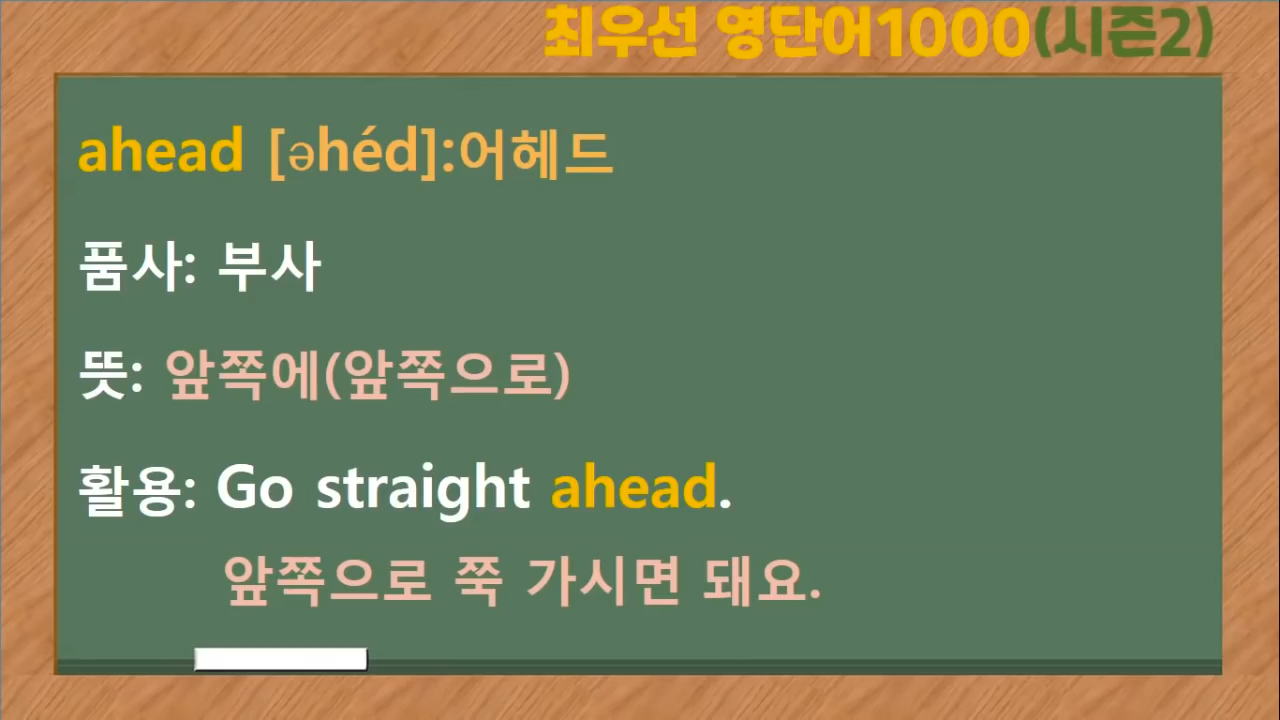 최우선 영단어1000(시즌2)
ahead [əhéd]:어헤드
품사: 부사
뜻: 앞쪽에(앞쪽으로)
활용: Go straight ahead.
앞쪽으로 쭉 가시면 돼요.